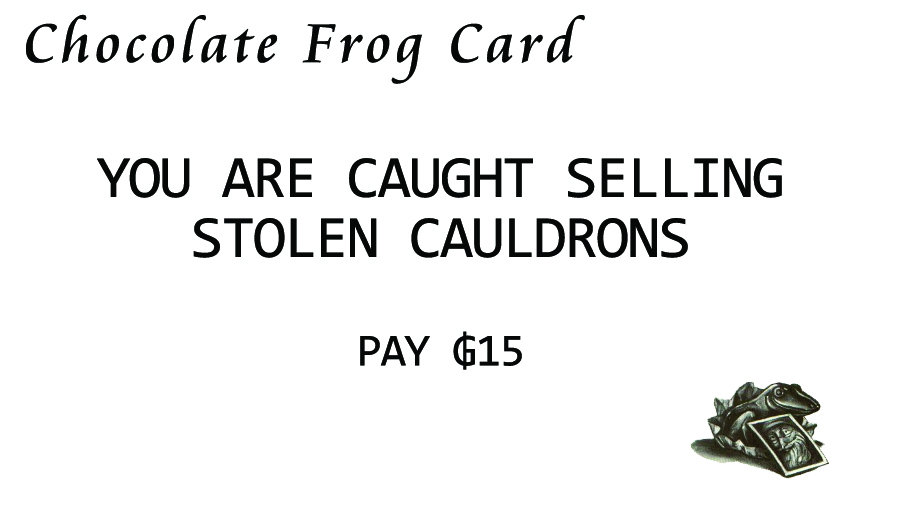 Chocolate Frog Card
YOU ARE CAUGHT SELLING
STOLEN CAULDRONS
PAY ₲15